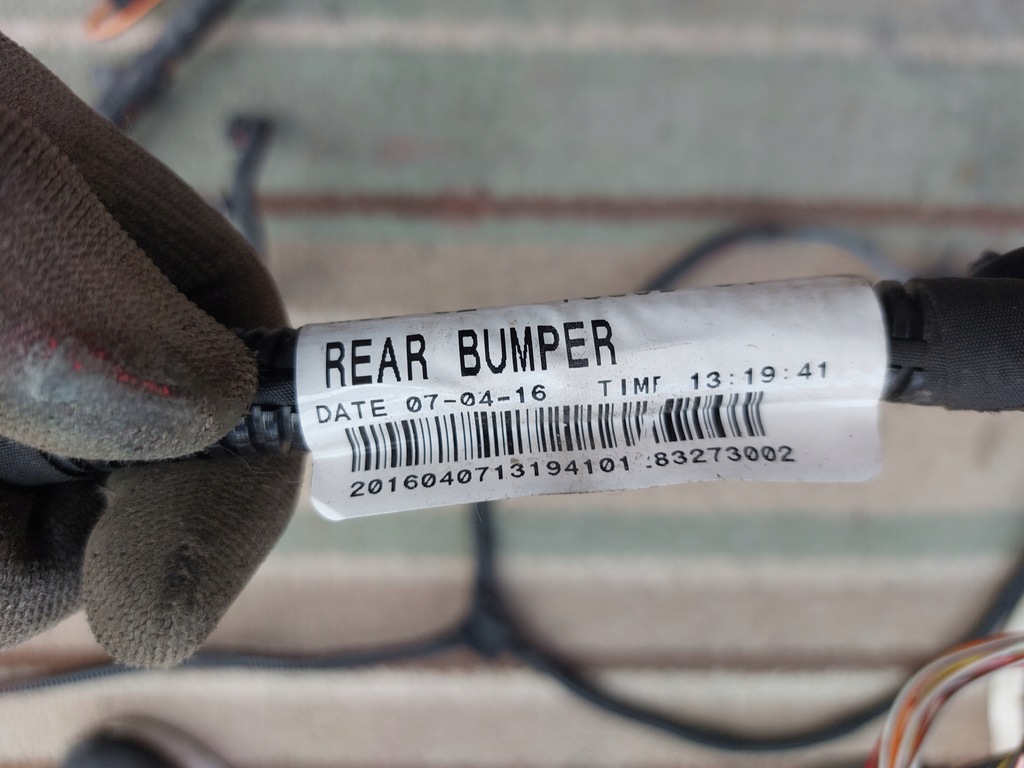 REAR BUMPER
DATE 07-04-16 TIME 13:19:41
2016040713194101 83273002